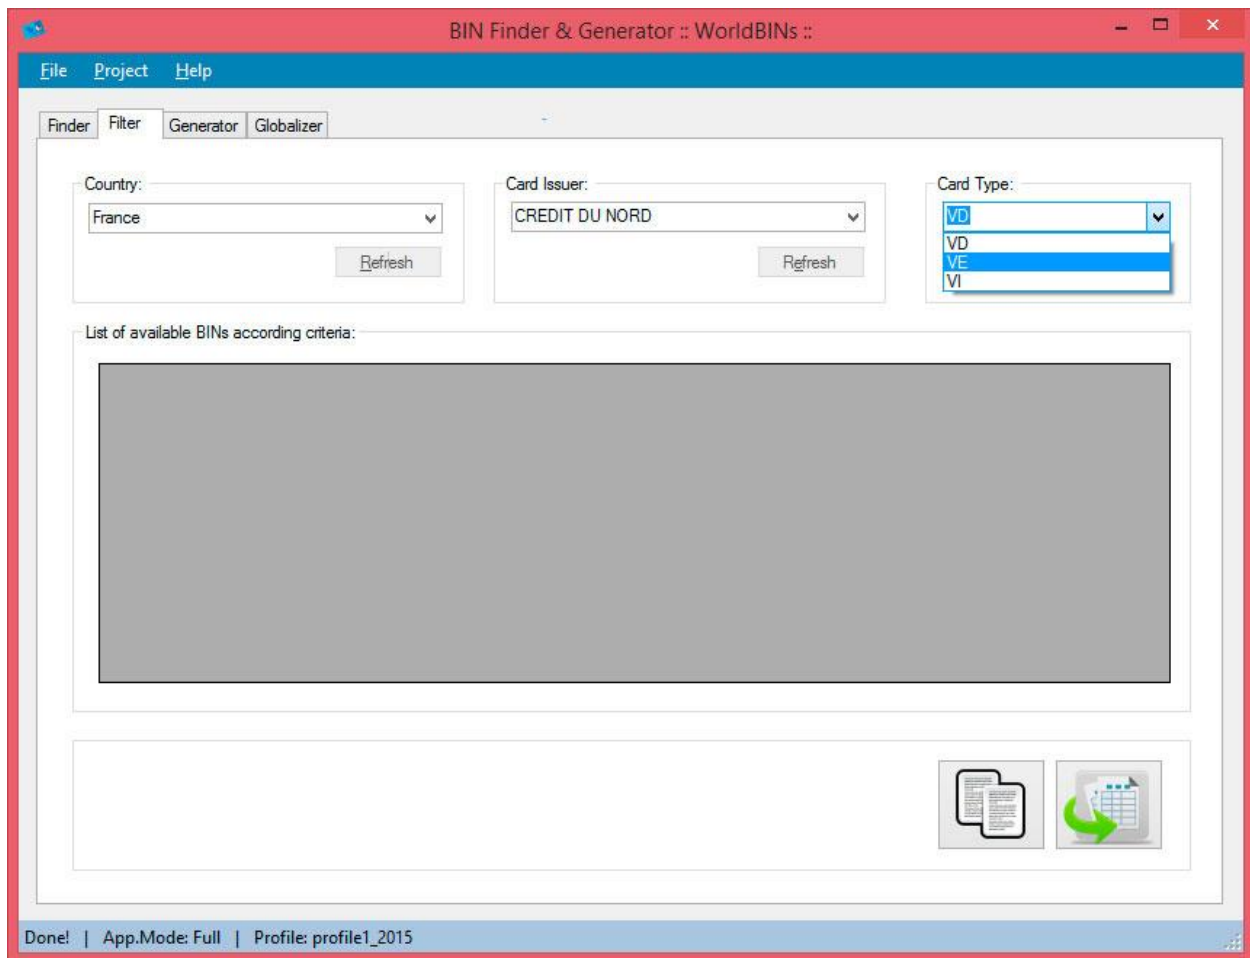 BIN Finder & Generator :: WorldBINs ::
File Project Help
Finder Filter Generator Globalizer
Country: Card Issuer: Card Type:
France CREDIT DU NORD VD
VD
Refresh Refresh VE
VI
List of available BINs according criteria:
Done! | App.Mode: Full | Profile: profile1_2015